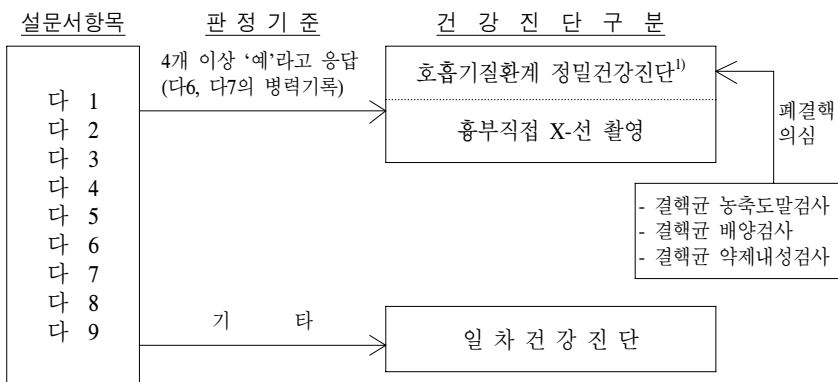 설문서항목 판 정 기 준 건 강 진 단 구 분
4개 이상 ‘예’라고 응답
(다6, 다7의 병력기록)
호흡기질환계 정밀건강진단1)
흉부직접 X-선 촬영
폐결핵
의심
다 1
다 2
다 3
다 4
다 5
다 6
다 7
다 8
다 9
- 결핵균 농축도말검사
- 결핵균 배양검사
- 결핵균 약제내성검사
기 타
일 차 건 강 진 단